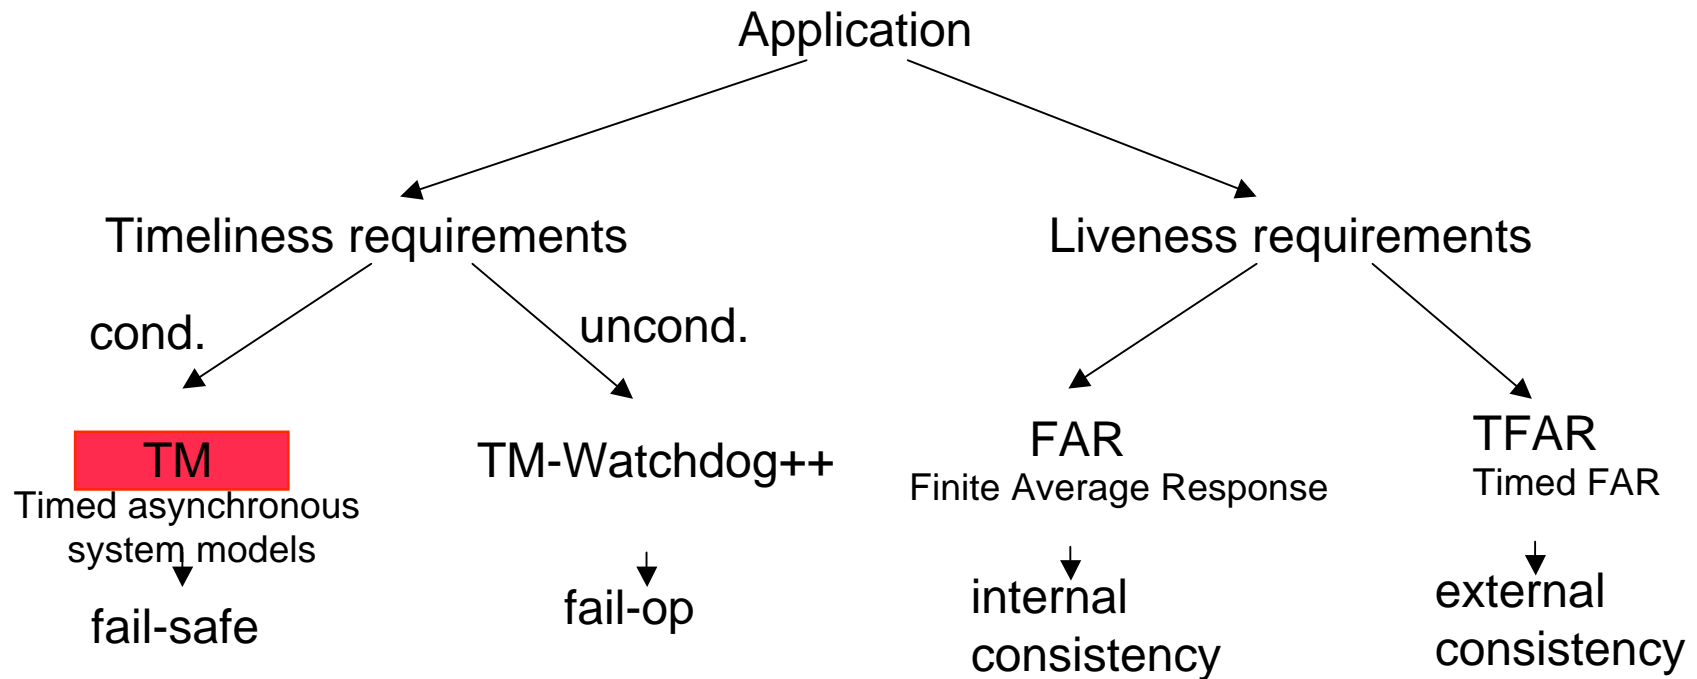 Application
Timeliness requirements
Liveness requirements
cond.
uncond.
TM
Timed asynchronous
system models
TM-Watchdog++
FAR
Finite Average Response
TFAR
Timed FAR
fail-safe
fail-op
internal
consistency
external
consistency